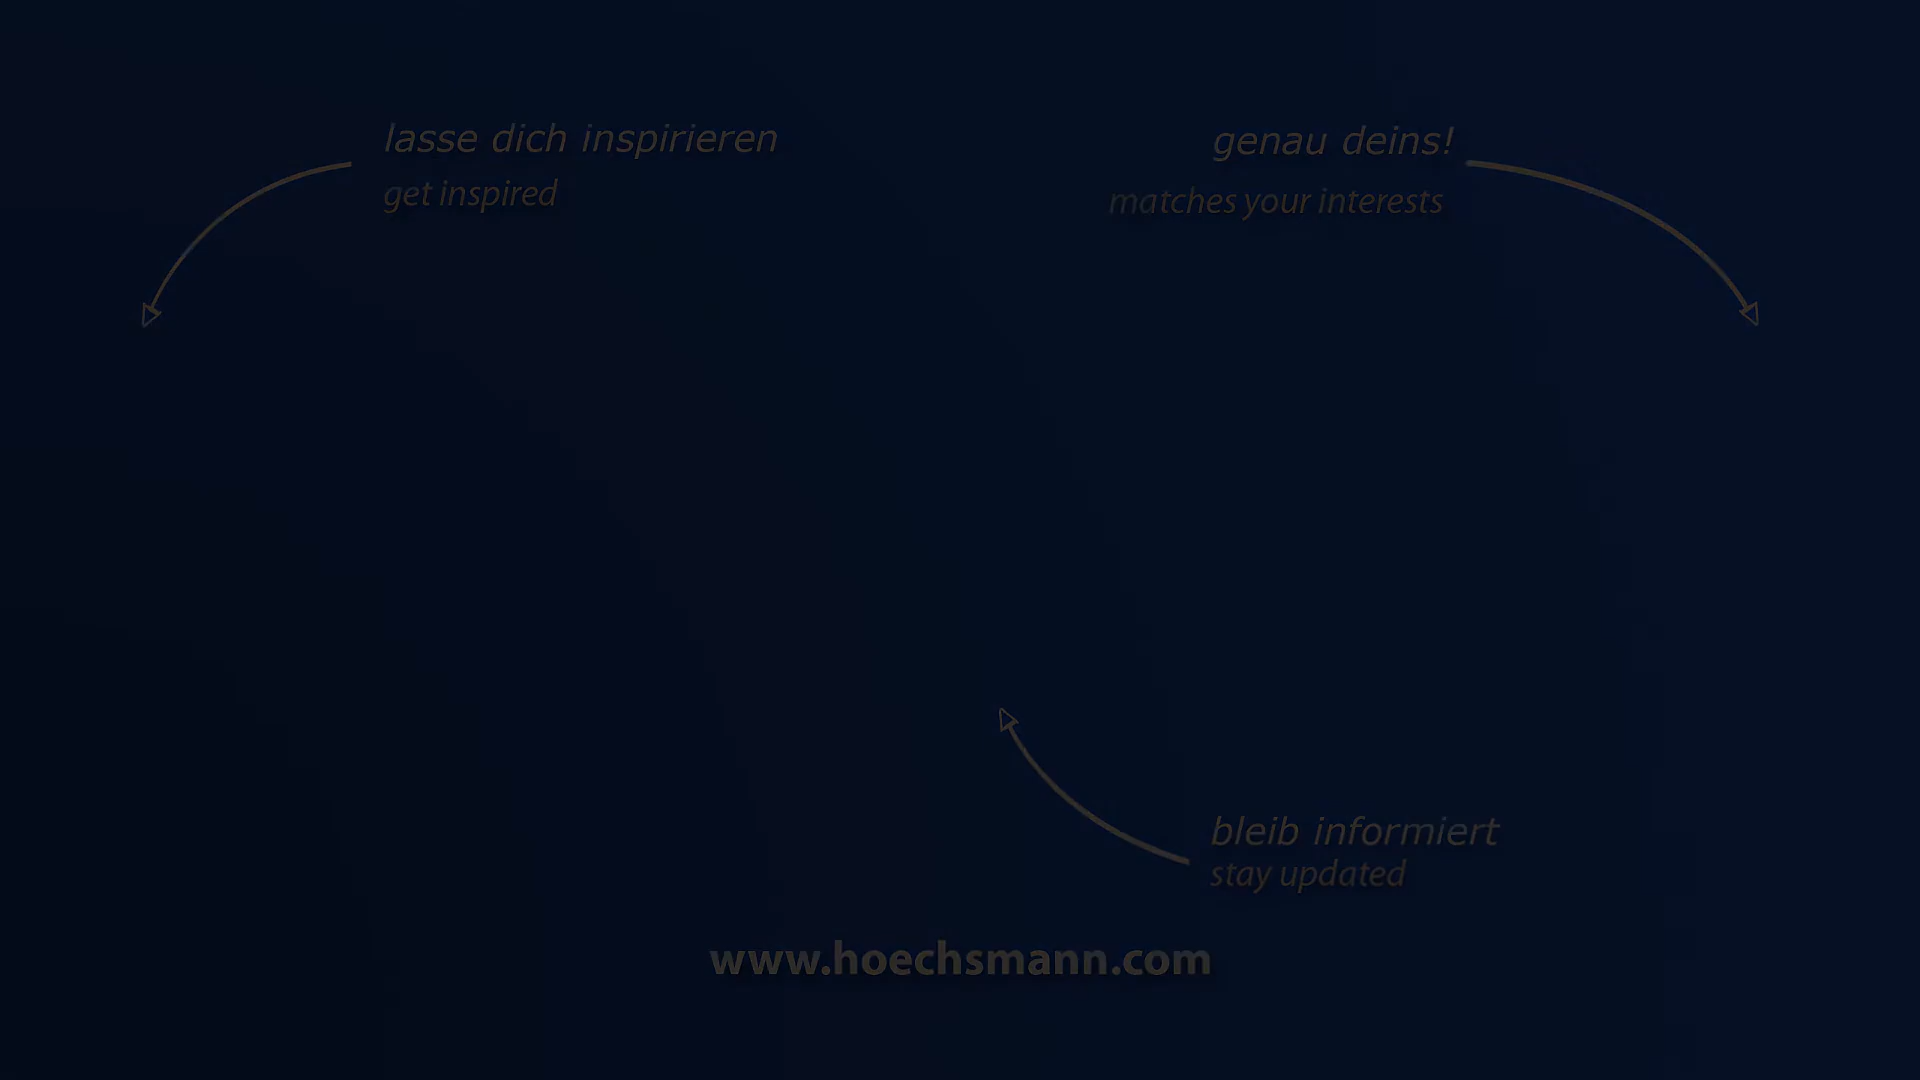 lasse dich inspirieren
get inspired
genau deins!
matches your interests
bleib informiert
stay updated
www.hoechsmann.com